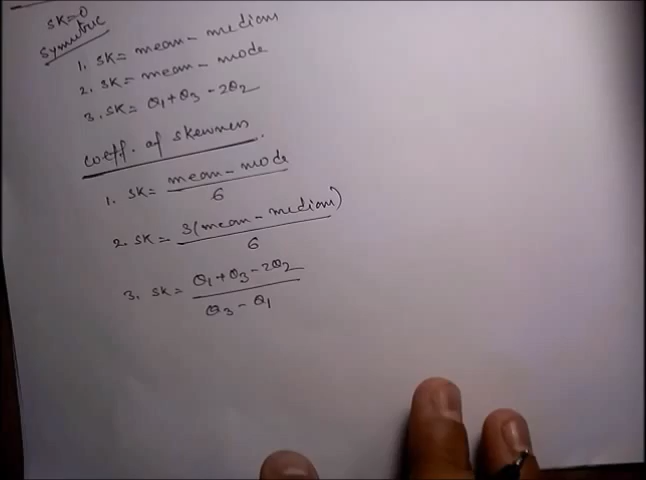 SK=0
Symetric
1. SK = mean - median
2. SK = mean - mode
3. SK = Q1 + Q3 - 2Q2
coeff. of skewness.
1. SK = mean - mode
6
2. SK = 3(mean - median)
6
3. SK = Q1 + Q3 - 2Q2
Q3 - Q1